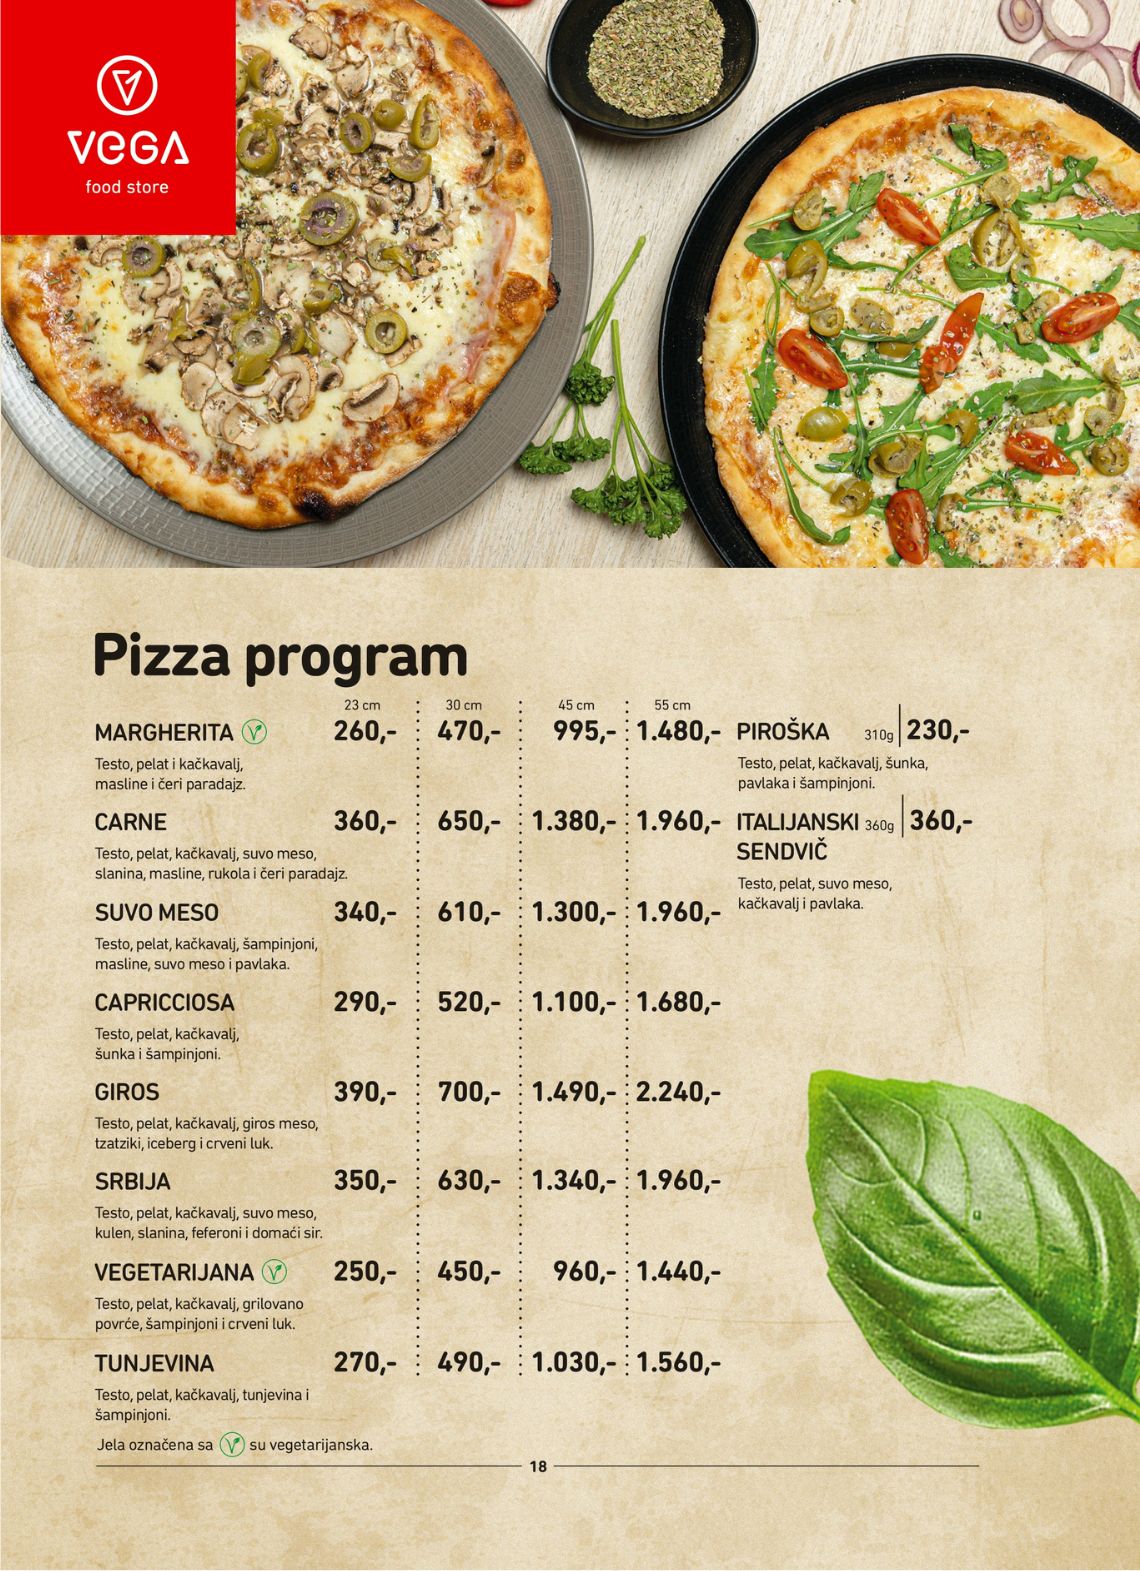 VEGA
food store
Pizza program
23 cm 30 cm 45 cm 55 cm
MARGHERITA 260,- 470,- 995,- 1.480,-
Testo, pelat i kačkavalj,
masline i čeri paradajz.
CARNE 360,- 650,- 1.380,- 1.960,-
Testo, pelat, kačkavalj, suvo meso,
slanina, masline, rukola i čeri paradajz.
SUVO MESO 340,- 610,- 1.300,- 1.960,-
Testo, pelat, kačkavalj, šampinjoni,
masline, suvo meso i pavlaka.
CAPRICCIOSA 290,- 520,- 1.100,- 1.680,-
Testo, pelat, kačkavalj,
šunka i šampinjoni.
GIROS 390,- 700,- 1.490,- 2.240,-
Testo, pelat, kačkavalj, giros meso,
tzatziki, iceberg i crveni luk.
SRBIJA 350,- 630,- 1.340,- 1.960,-
Testo, pelat, kačkavalj, suvo meso,
kulen, slanina, feferoni i domaći sir.
VEGETARIJANA 250,- 450,- 960,- 1.440,-
Testo, pelat, kačkavalj, grilovano
povrće, šampinjoni i crveni luk.
TUNJEVINA 270,- 490,- 1.030,- 1.560,-
Testo, pelat, kačkavalj, tunjevina i
šampinjoni.
PIROŠKA 310g 230,-
Testo, pelat, kačkavalj, šunka,
pavlaka i šampinjoni.
ITALIJANSKI 360g 360,-
SENDVIČ
Testo, pelat, suvo meso,
kačkavalj i pavlaka.
Jela označena sa su vegetarijanska.
18